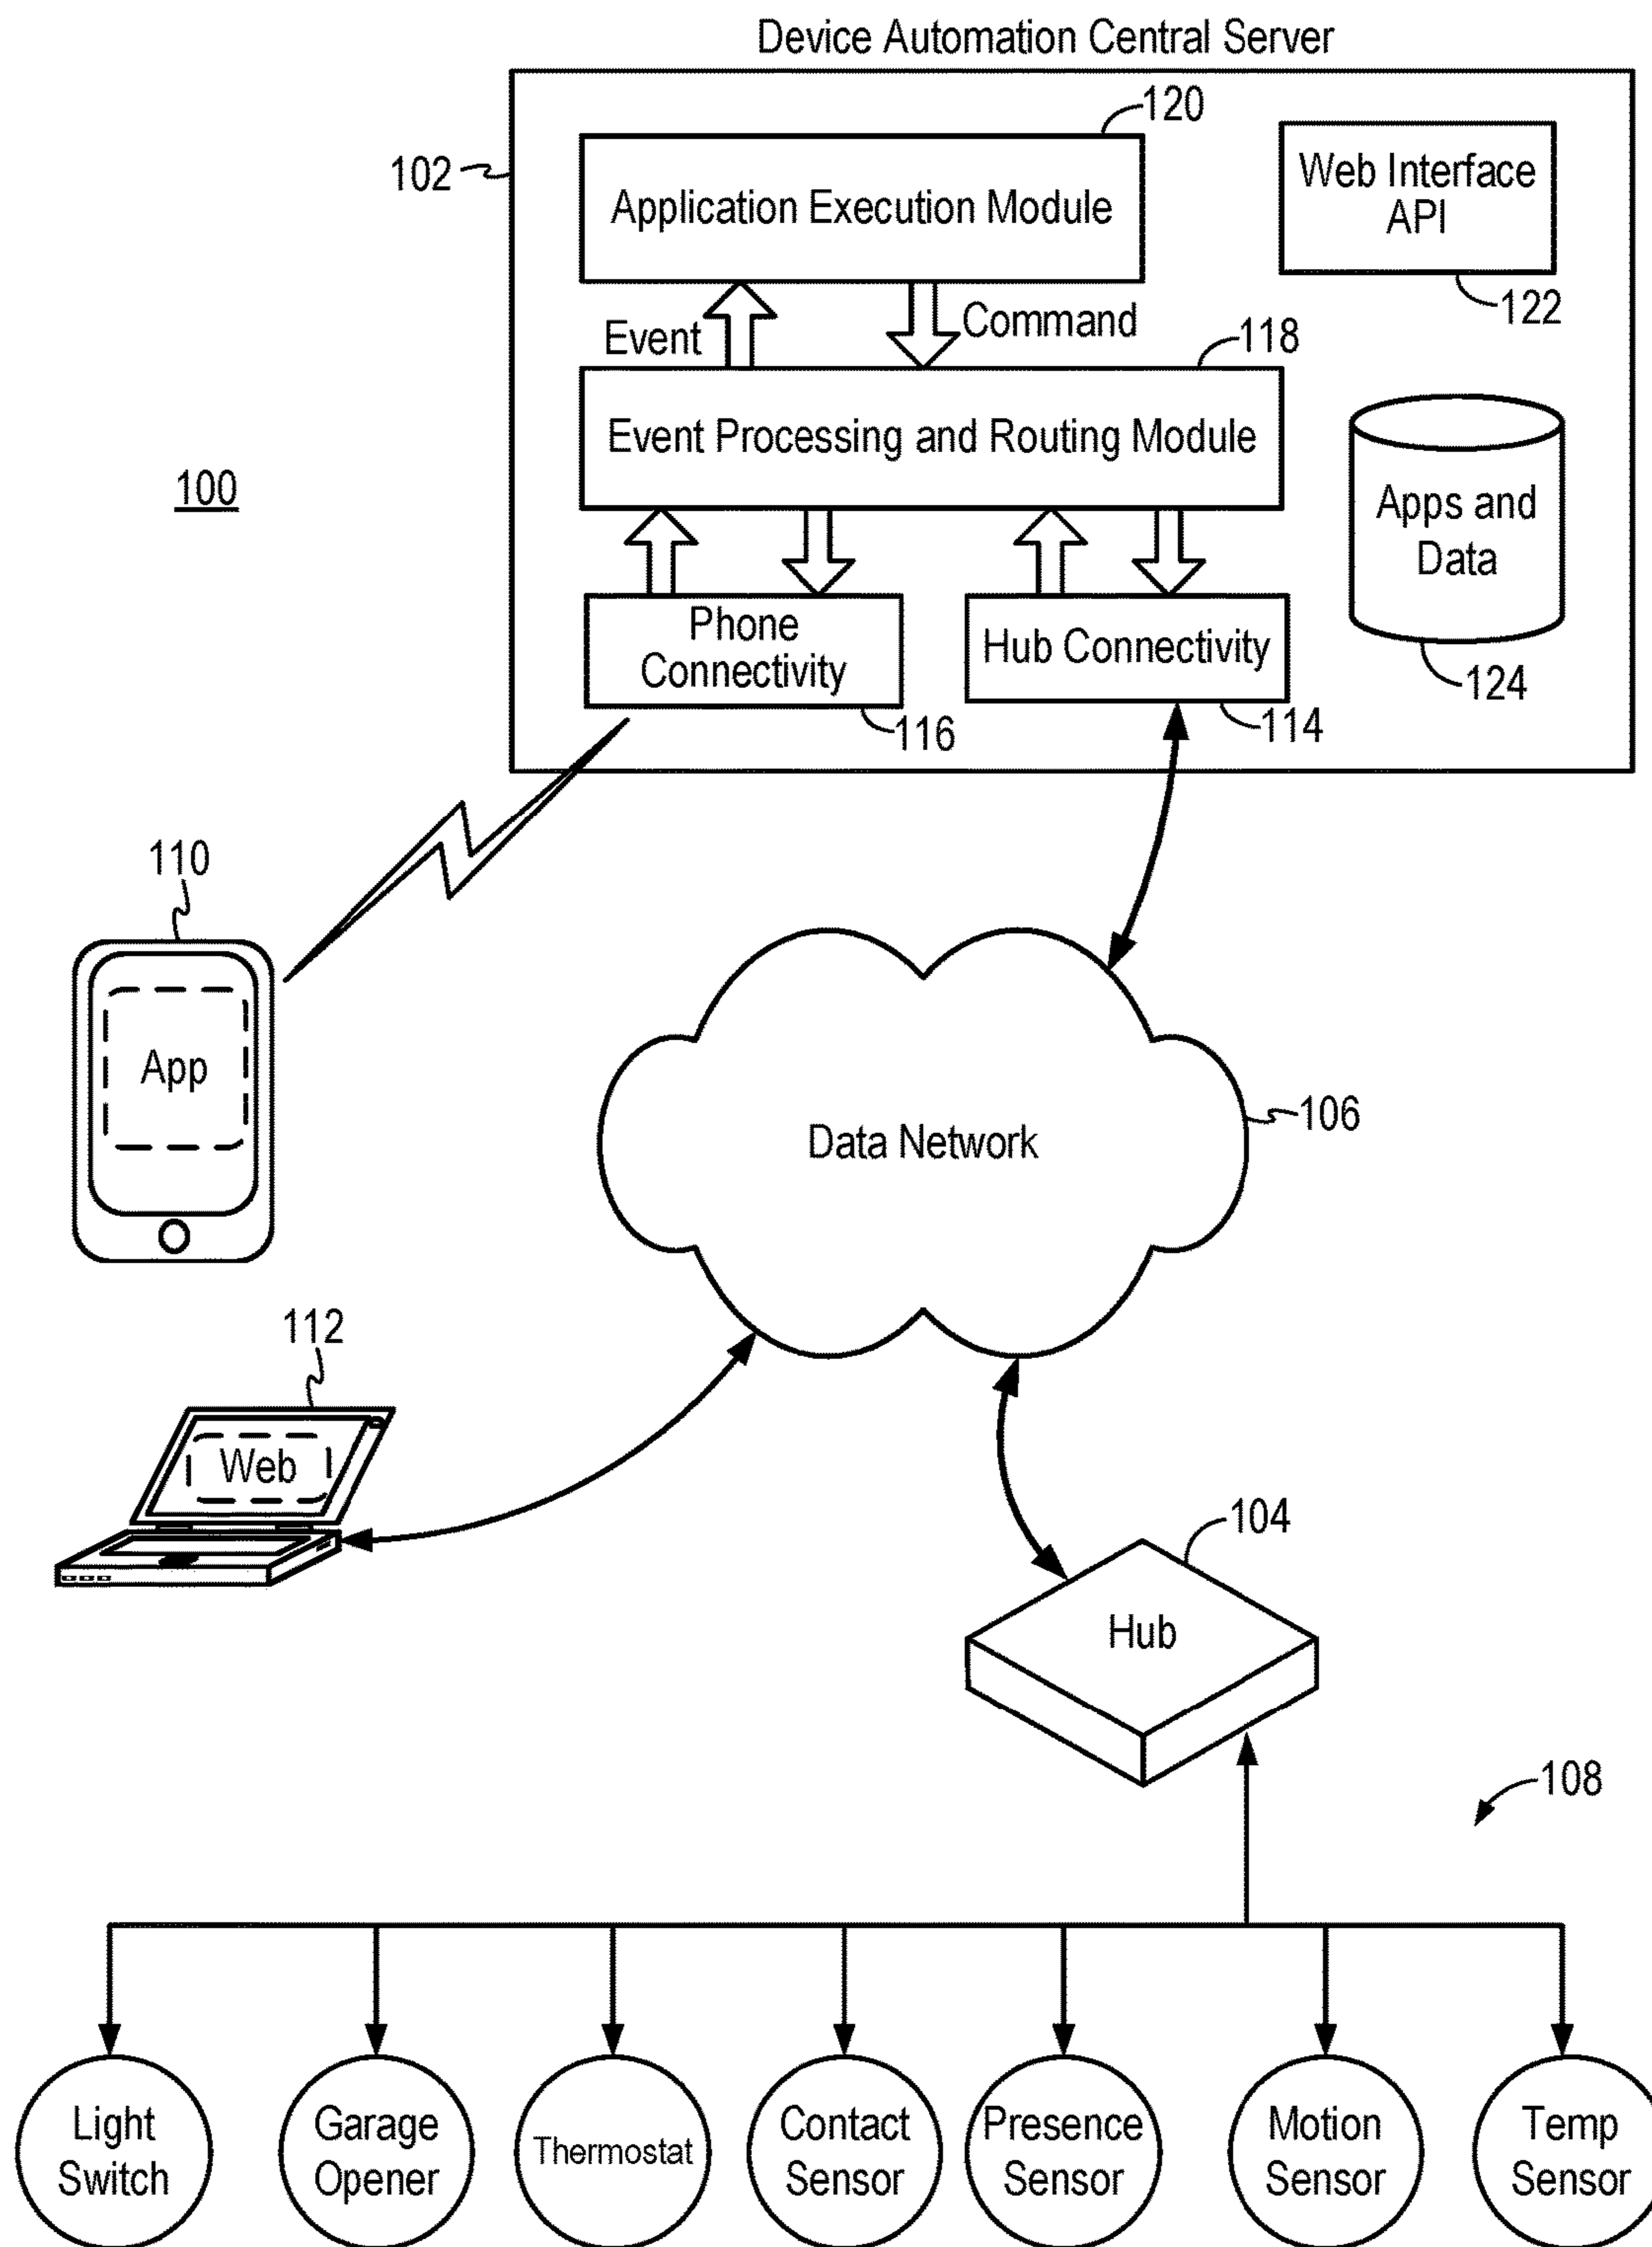 Device Automation Central Server
120
102
Application Execution Module
Web Interface
API
122
Event
Command
118
Event Processing and Routing Module
100
Apps and
Data
124
Phone
Connectivity
116
Hub Connectivity
114
110
App
106
Data Network
112
Web
104
Hub
108
Light
Switch
Garage
Opener
Thermostat
Contact
Sensor
Presence
Sensor
Motion
Sensor
Temp
Sensor